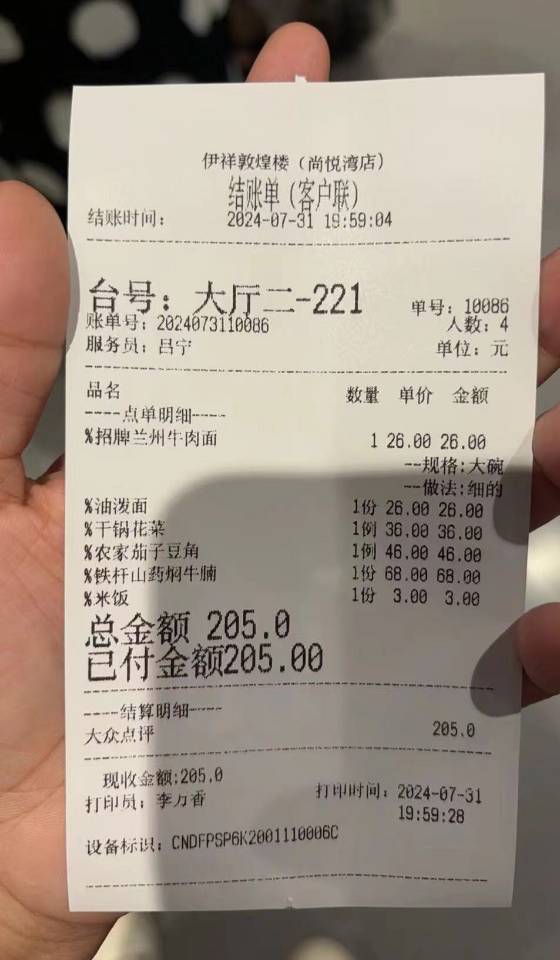 伊祥敦煌楼（尚悦湾店）
结账单（客户联）
结账时间： 2024-07-31 19:59:04
台号：大厅二-221 单号：10086
账单号：2024073110086 人数：4
服务员：吕宁 单位：元
品名 数量 单价 金额
----点单明细----
%招牌兰州牛肉面 1 26.00 26.00
--规格:大碗
--做法:细的
%油泼面 1份 26.00 26.00
%干锅花菜 1例 36.00 36.00
%农家茄子豆角 1例 46.00 46.00
%铁杆山药焖牛腩 1份 68.00 68.00
%米饭 1份 3.00 3.00
总金额 205.0
已付金额205.00
----结算明细----
大众点评 205.0
现收金额:205.0
打印员：李万香 打印时间：2024-07-31
19:59:28
设备标识：CNDFPSP6K2001110006C